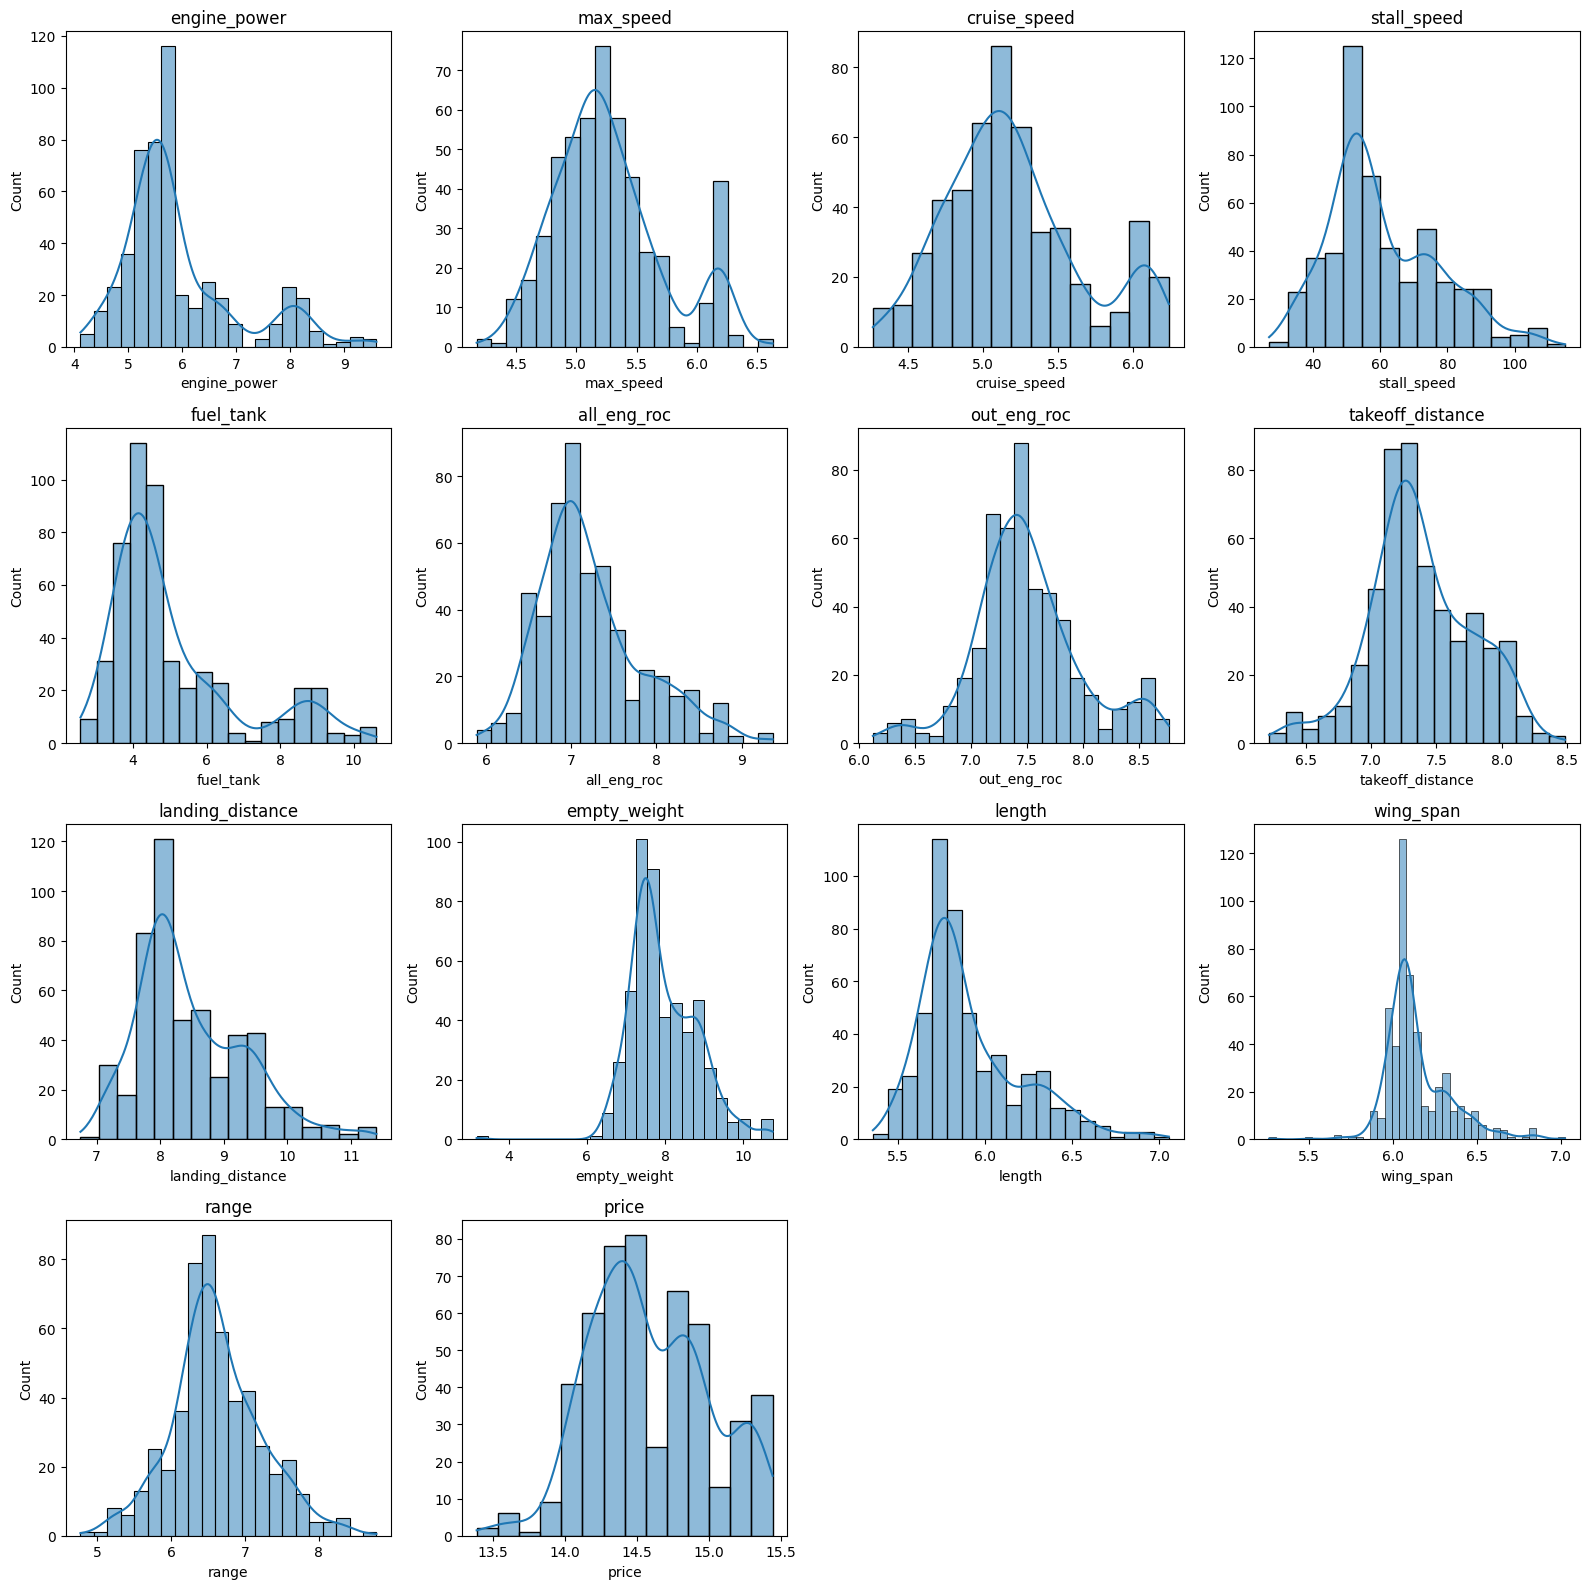 engine_power max_speed cruise_speed stall_speed
120
100
80
60
40
20
0
Count
4 5 6 7 8 9
engine_power
70
60
50
40
30
20
10
0
Count
4.5 5.0 5.5 6.0 6.5
max_speed
80
60
40
20
0
Count
4.5 5.0 5.5 6.0
cruise_speed
120
100
80
60
40
20
0
Count
40 60 80 100
stall_speed
fuel_tank all_eng_roc out_eng_roc takeoff_distance
100
80
60
40
20
0
Count
4 6 8 10
fuel_tank
80
60
40
20
0
Count
6 7 8 9
all_eng_roc
80
60
40
20
0
Count
6.0 6.5 7.0 7.5 8.0 8.5
out_eng_roc
80
60
40
20
0
Count
6.5 7.0 7.5 8.0 8.5
takeoff_distance
landing_distance empty_weight length wing_span
120
100
80
60
40
20
0
Count
7 8 9 10 11
landing_distance
100
80
60
40
20
0
Count
4 6 8 10
empty_weight
100
80
60
40
20
0
Count
5.5 6.0 6.5 7.0
length
120
100
80
60
40
20
0
Count
5.5 6.0 6.5 7.0
wing_span
range price
80
60
40
20
0
Count
5 6 7 8
range
80
70
60
50
40
30
20
10
0
Count
13.5 14.0 14.5 15.0 15.5
price